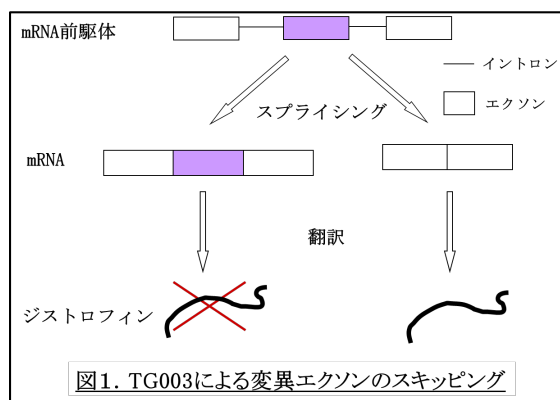 mRNA前駆体
イントロン
エクソン
スプライシング
mRNA
翻訳
ジストロフィン
図1. TG003による変異エクソンのスキッピング